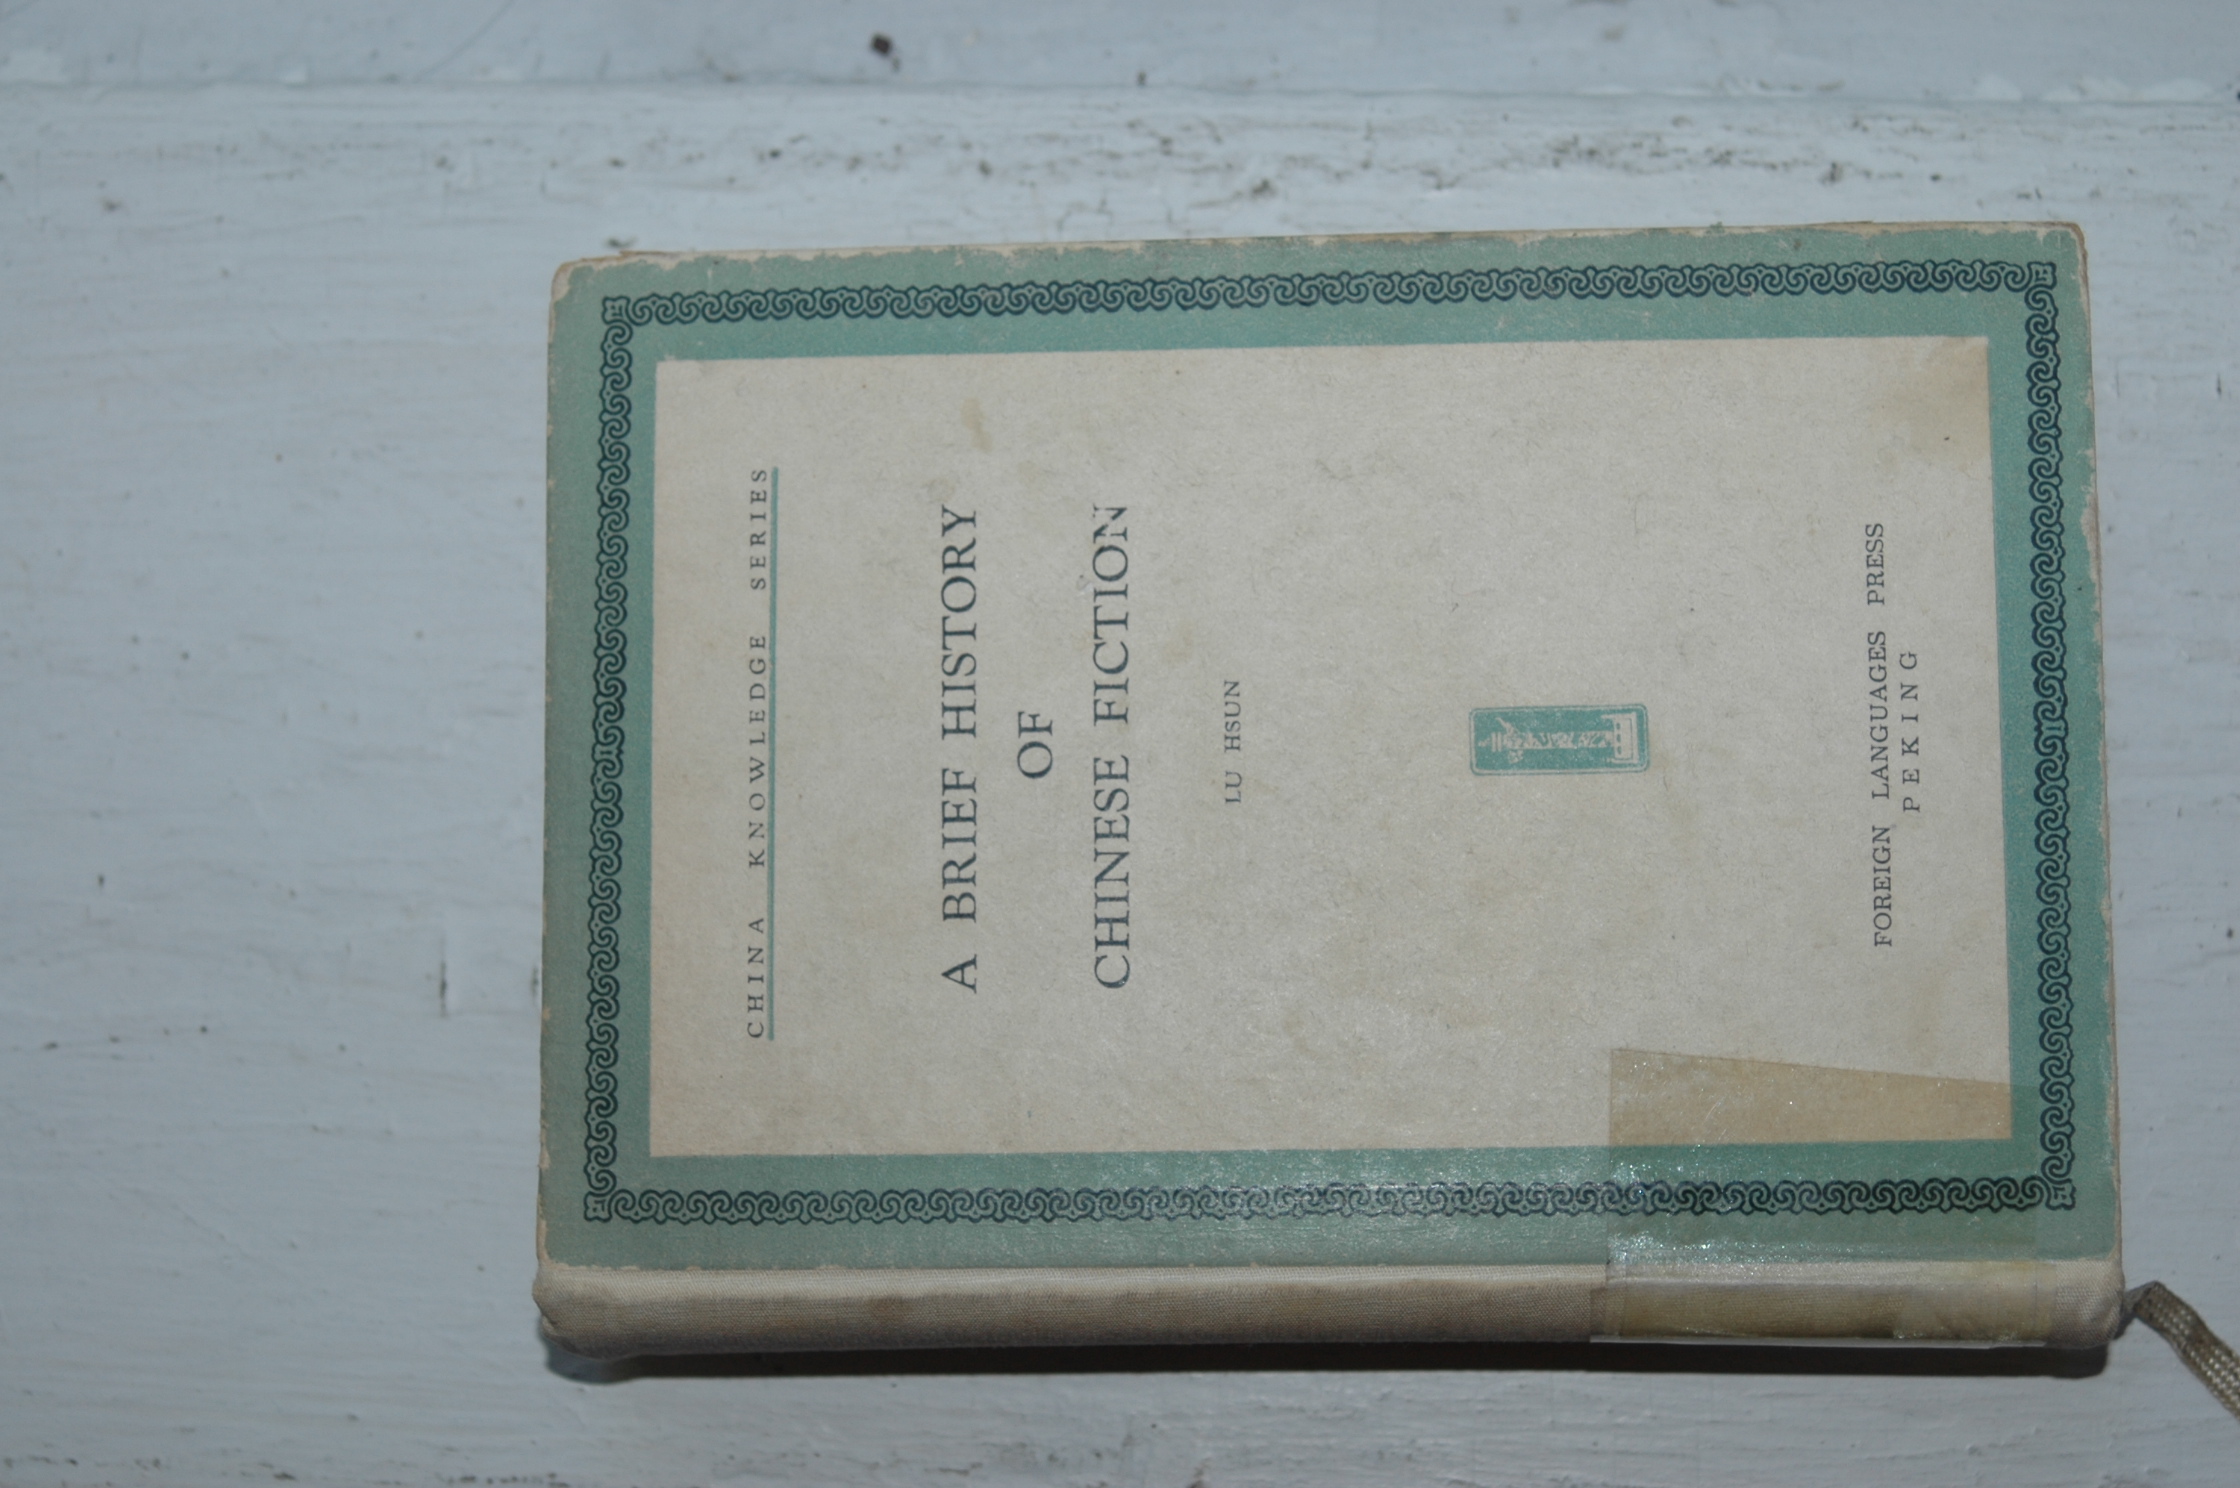 CHINA KNOWLEDGE SERIES
A BRIEF HISTORY
OF
CHINESE FICTION
LU HSUN
FOREIGN LANGUAGES PRESS
PEKING